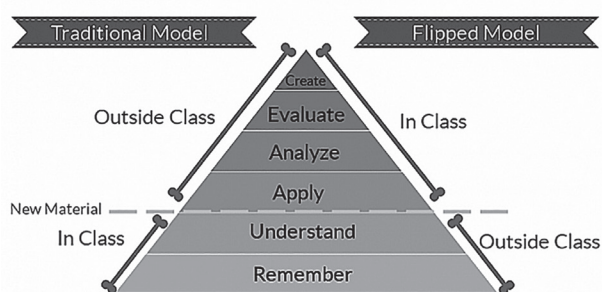 Traditional Model
Flipped Model
Create
Outside Class
Evaluate
In Class
Analyze
Apply
New Material
In Class
Understand
Outside Class
Remember